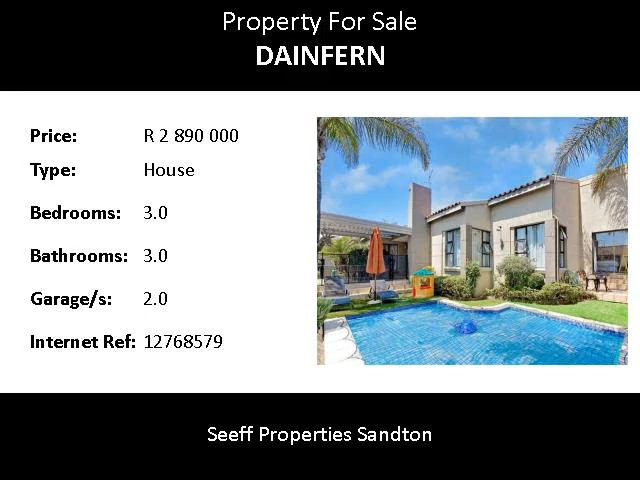 Property For Sale
DAINFERN
Price: R 2 890 000
Type: House
Bedrooms: 3.0
Bathrooms: 3.0
Garage/s: 2.0
Internet Ref: 12768579
Seeff Properties Sandton